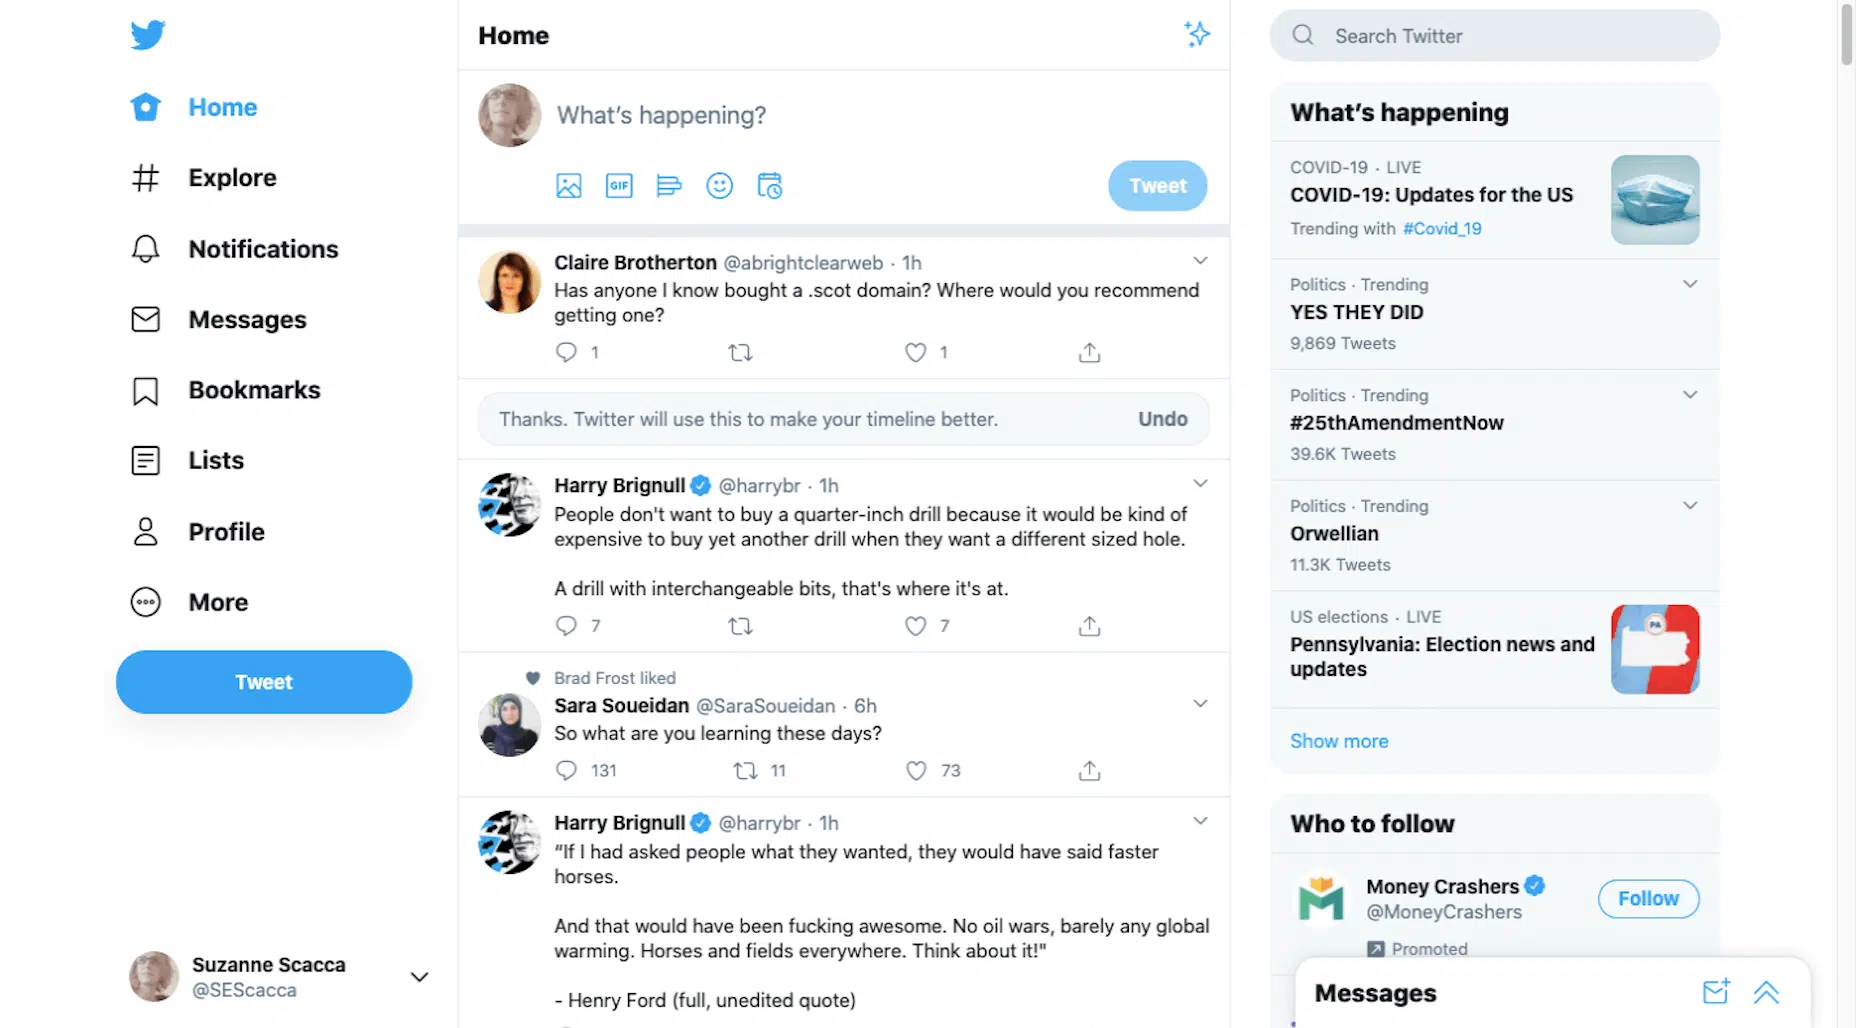 Home
Explore
Notifications
Messages
Bookmarks
Lists
Profile
More
Tweet
Suzanne Scacca
@SEScacca
Home
What’s happening?
GIF
Tweet
Claire Brotherton @abrightclearweb · 1h
Has anyone I know bought a .scot domain? Where would you recommend
getting one?
1 1
Thanks. Twitter will use this to make your timeline better. Undo
Harry Brignull @harrybr · 1h
People don't want to buy a quarter-inch drill because it would be kind of
expensive to buy yet another drill when they want a different sized hole.
A drill with interchangeable bits, that's where it's at.
7 7
Brad Frost liked
Sara Soueidan @SaraSoueidan · 6h
So what are you learning these days?
131 11 73
Harry Brignull @harrybr · 1h
“If I had asked people what they wanted, they would have said faster
horses.
And that would have been fucking awesome. No oil wars, barely any global
warming. Horses and fields everywhere. Think about it!"
- Henry Ford (full, unedited quote)
Search Twitter
What’s happening
COVID-19 · LIVE
COVID-19: Updates for the US
Trending with #Covid_19
Politics · Trending
YES THEY DID
9,869 Tweets
Politics · Trending
#25thAmendmentNow
39.6K Tweets
Politics · Trending
Orwellian
11.3K Tweets
US elections · LIVE
Pennsylvania: Election news and
updates
PA
Show more
Who to follow
Money Crashers
@MoneyCrashers
Follow
Promoted
Messages